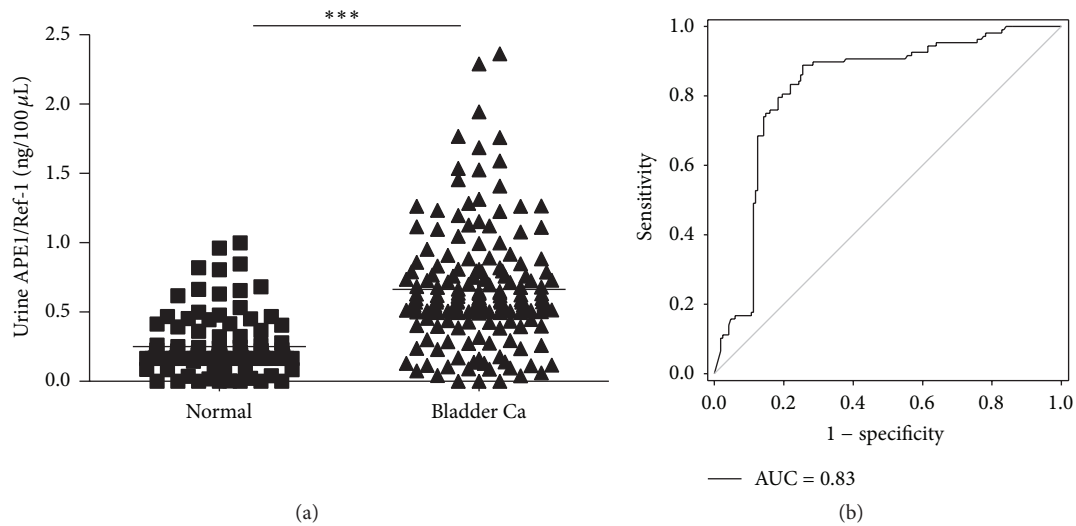 ***
Urine APE1/Ref-1 (ng/100 μL)
2.5
2.0
1.5
1.0
0.5
0.0
Normal
Bladder Ca
(a)
Sensitivity
1.0
0.8
0.6
0.4
0.2
0.0
0.0
0.2
0.4
0.6
0.8
1.0
1 − specificity
AUC = 0.83
(b)